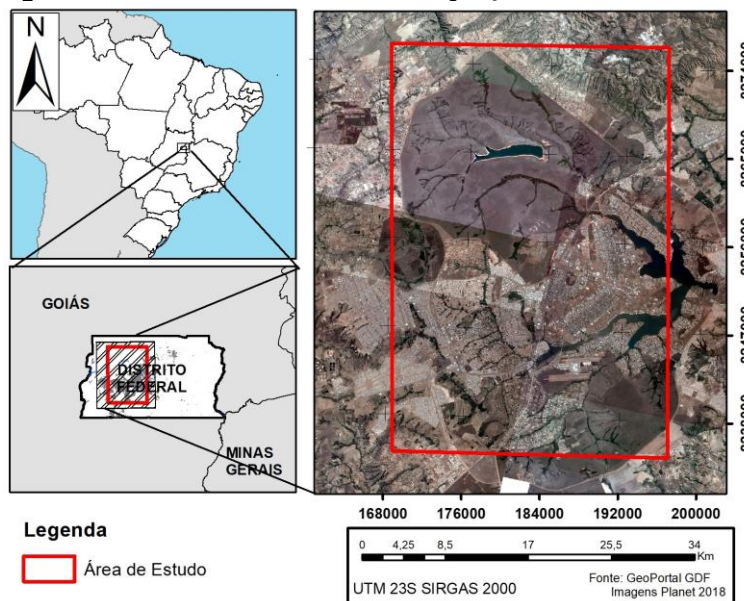 N
GOIÁS
DISTRITO
FEDERAL
MINAS
GERAIS
168000
176000
184000
192000
200000
Legenda
Área de Estudo
0 4,25 8,5 17 25,5 34
Km
UTM 23S SIRGAS 2000
Fonte: GeoPortal GDF
Imagens Planet 2018